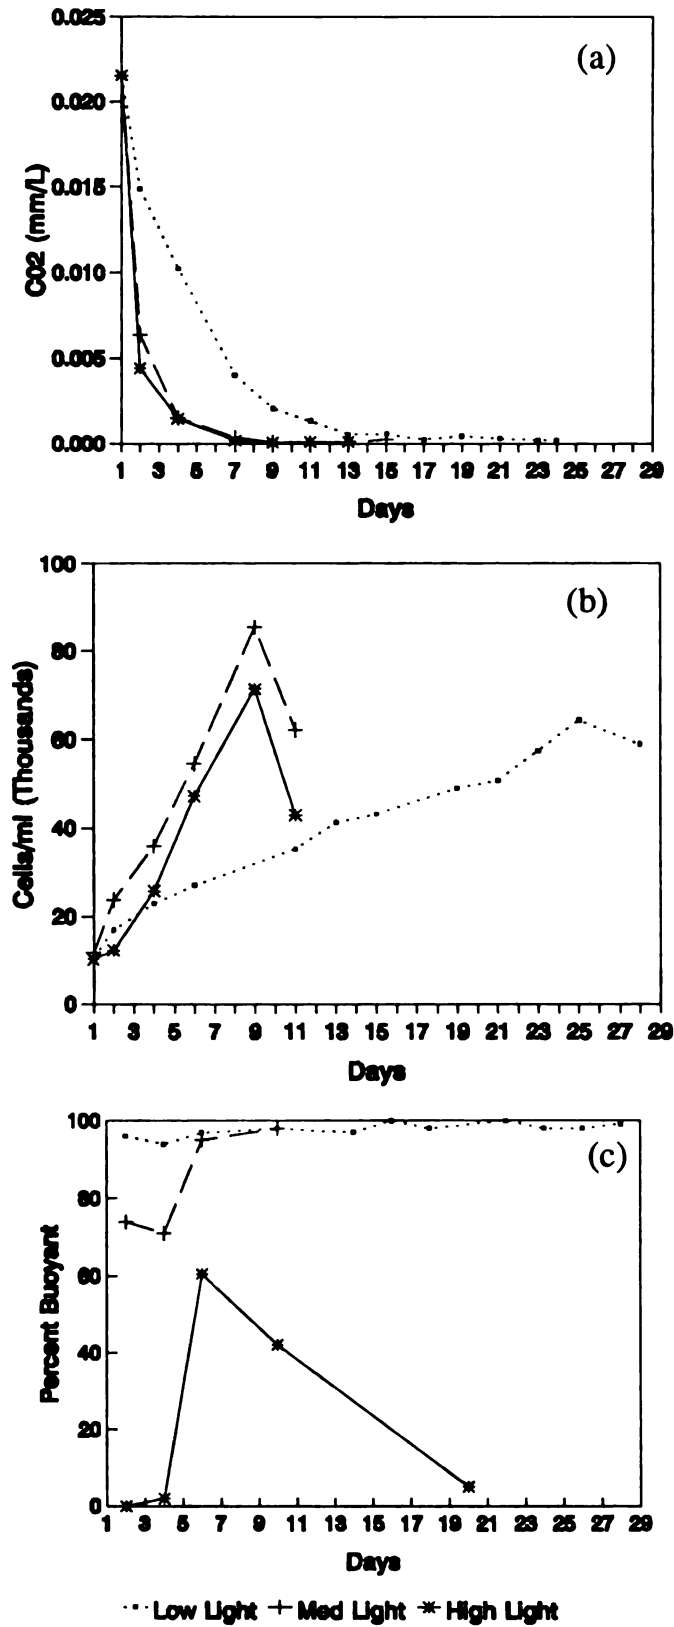 (a)
0.025
0.020
0.015
0.010
0.005
0.000
CO2 (mm/L)
1 3 5 7 9 11 13 15 17 19 21 23 25 27 29
Days
(b)
100
80
60
40
20
0
Cells/ml (Thousands)
1 3 5 7 9 11 13 15 17 19 21 23 25 27 29
Days
(c)
100
80
60
40
20
0
Percent Buoyant
1 3 5 7 9 11 13 15 17 19 21 23 25 27 29
Days
Low Light Med Light High Light